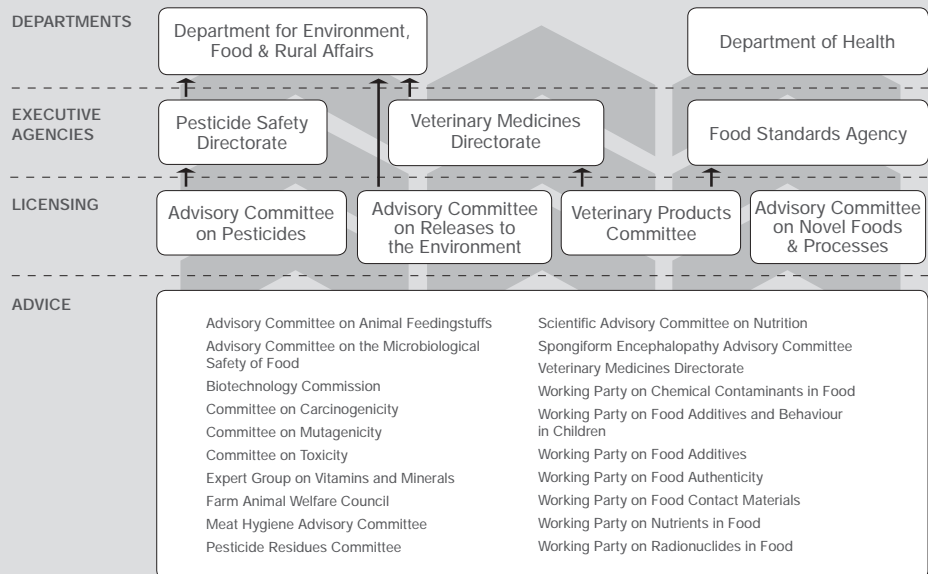 DEPARTMENTS
Department for Environment,
Food & Rural Affairs
Department of Health
EXECUTIVE
AGENCIES
Pesticide Safety
Directorate
Veterinary Medicines
Directorate
Food Standards Agency
LICENSING
Advisory Committee
on Pesticides
Advisory Committee
on Releases to
the Environment
Veterinary Products
Committee
Advisory Committee
on Novel Foods
& Processes
ADVICE
Advisory Committee on Animal Feedingstuffs
Advisory Committee on the Microbiological
Safety of Food
Biotechnology Commission
Committee on Carcinogenicity
Committee on Mutagenicity
Committee on Toxicity
Expert Group on Vitamins and Minerals
Farm Animal Welfare Council
Meat Hygiene Advisory Committee
Pesticide Residues Committee
Scientific Advisory Committee on Nutrition
Spongiform Encephalopathy Advisory Committee
Veterinary Medicines Directorate
Working Party on Chemical Contaminants in Food
Working Party on Food Additives and Behaviour
in Children
Working Party on Food Additives
Working Party on Food Authenticity
Working Party on Food Contact Materials
Working Party on Nutrients in Food
Working Party on Radionuclides in Food